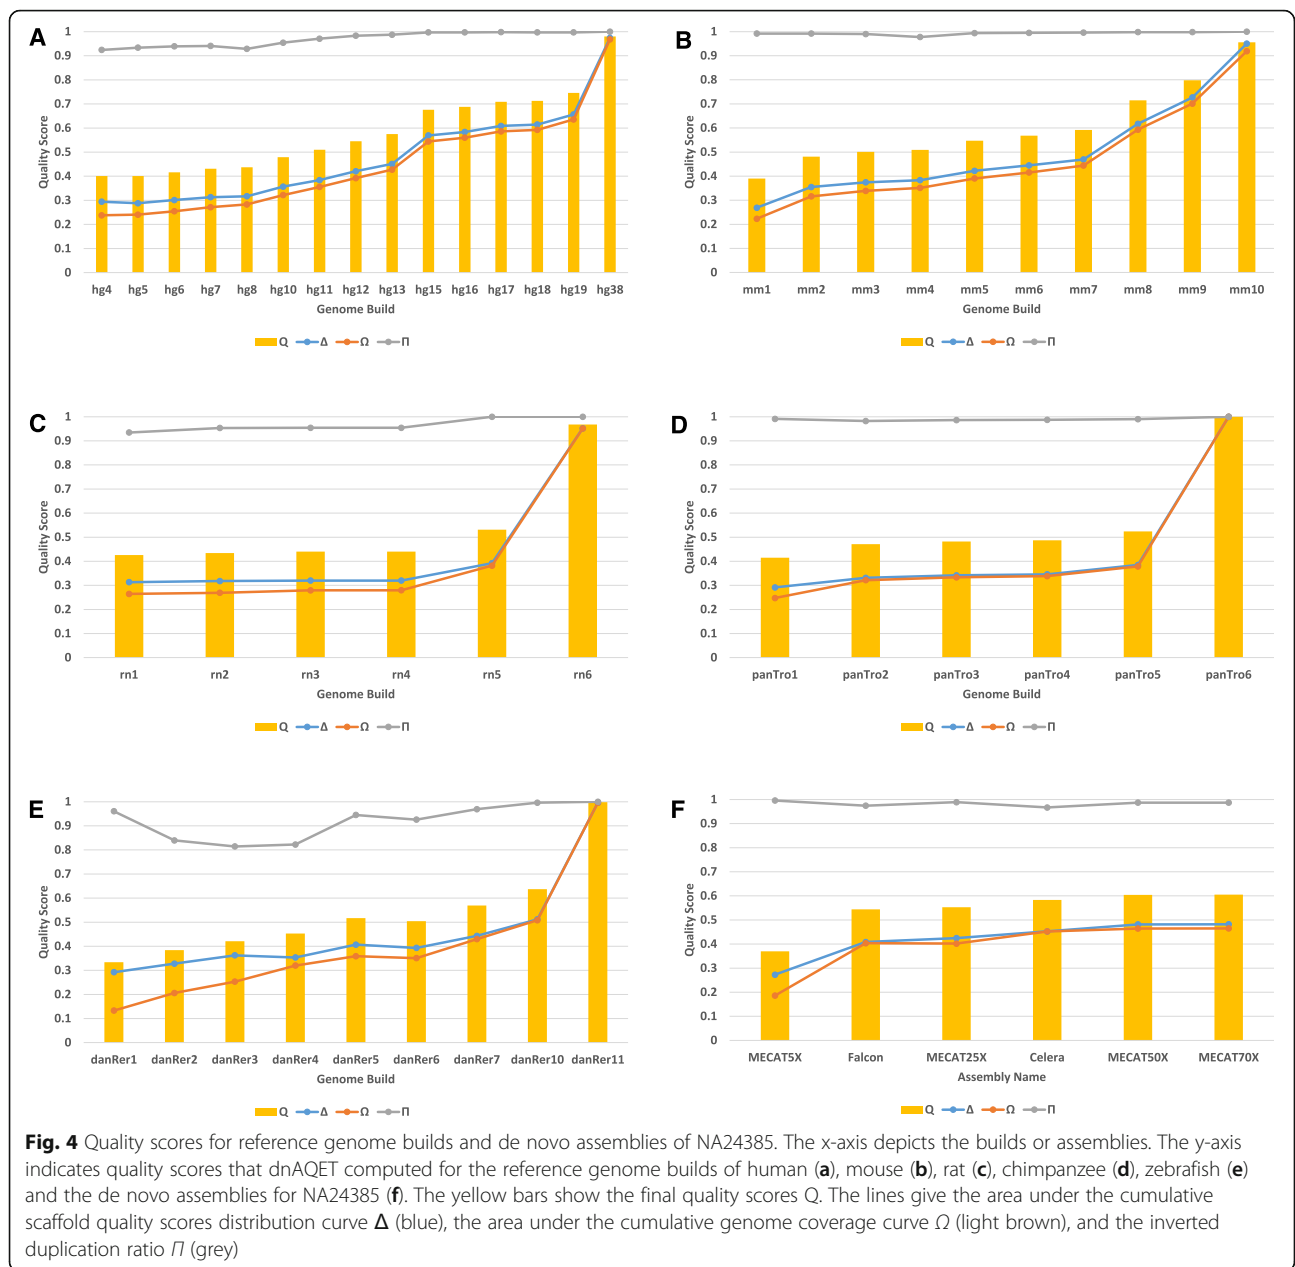 A
1
0.9
0.8
0.7
0.6
0.5
0.4
0.3
0.2
0.1
0
Quality Score
hg4 hg5 hg6 hg7 hg8 hg10 hg11 hg12 hg13 hg15 hg16 hg17 hg18 hg19 hg38
Genome Build
Q Δ Ω Π
B
1
0.9
0.8
0.7
0.6
0.5
0.4
0.3
0.2
0.1
0
Quality Score
mm1 mm2 mm3 mm4 mm5 mm6 mm7 mm8 mm9 mm10
Genome Build
Q Δ Ω Π
C
1
0.9
0.8
0.7
0.6
0.5
0.4
0.3
0.2
0.1
0
Quality Score
rn1 rn2 rn3 rn4 rn5 rn6
Genome Build
Q Δ Ω Π
D
1
0.9
0.8
0.7
0.6
0.5
0.4
0.3
0.2
0.1
0
Quality Score
panTro1 panTro2 panTro3 panTro4 panTro5 panTro6
Genome Build
Q Δ Ω Π
E
1
0.9
0.8
0.7
0.6
0.5
0.4
0.3
0.2
0.1
0
Quality Score
danRer1 danRer2 danRer3 danRer4 danRer5 danRer6 danRer7 danRer10 danRer11
Genome Build
Q Δ Ω Π
F
1
0.9
0.8
0.7
0.6
0.5
0.4
0.3
0.2
0.1
0
Quality Score
MECAT5X Falcon MECAT25X Celera MECAT50X MECAT70X
Assembly Name
Q Δ Ω Π
Fig. 4 Quality scores for reference genome builds and de novo assemblies of NA24385. The x-axis depicts the builds or assemblies. The y-axis
indicates quality scores that dnAQET computed for the reference genome builds of human (a), mouse (b), rat (c), chimpanzee (d), zebrafish (e)
and the de novo assemblies for NA24385 (f). The yellow bars show the final quality scores Q. The lines give the area under the cumulative
scaffold quality scores distribution curve Δ (blue), the area under the cumulative genome coverage curve Ω (light brown), and the inverted
duplication ratio Π (grey)